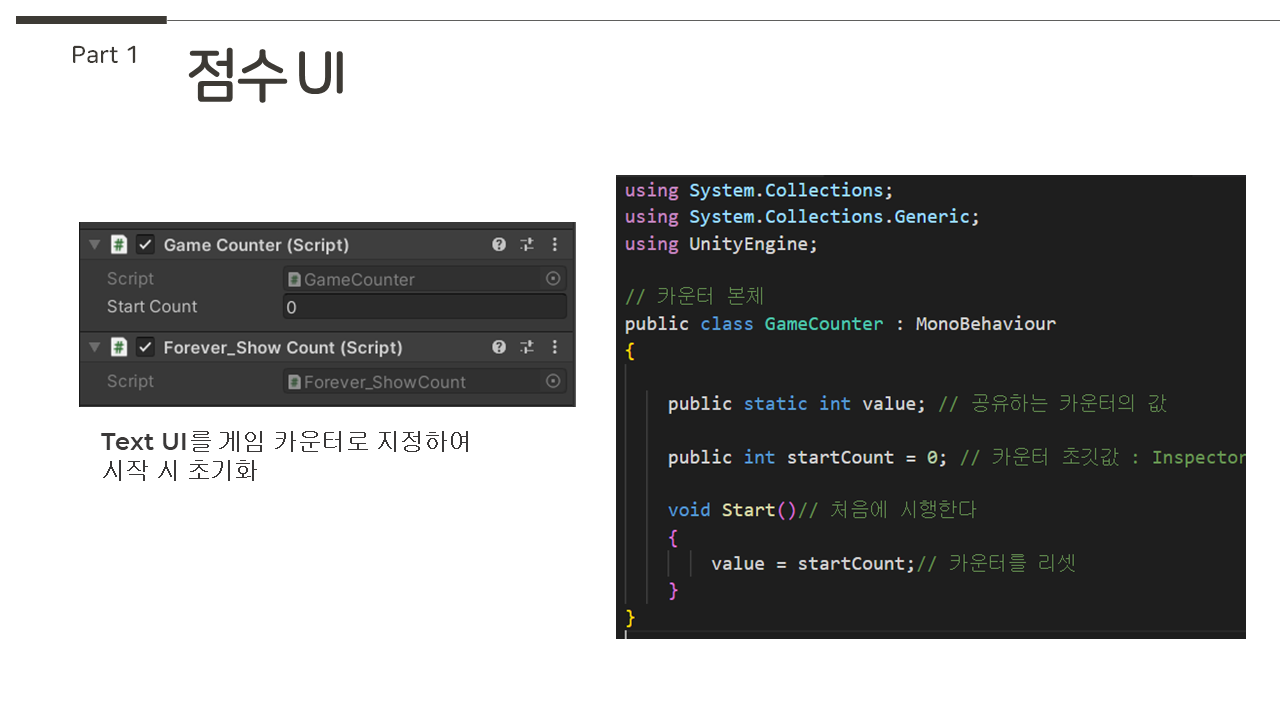 Part 1
점수 UI
Game Counter (Script)
Script
GameCounter
Start Count
0
Forever_Show Count (Script)
Script
Forever_ShowCount
Text UI를 게임 카운터로 지정하여
시작 시 초기화
using System.Collections;
using System.Collections.Generic;
using UnityEngine;
// 카운터 본체
public class GameCounter : MonoBehaviour
{
public static int value; // 공유하는 카운터의 값
public int startCount = 0; // 카운터 초깃값 : Inspector
void Start()// 처음에 시행한다
{
value = startCount;// 카운터를 리셋
}
}